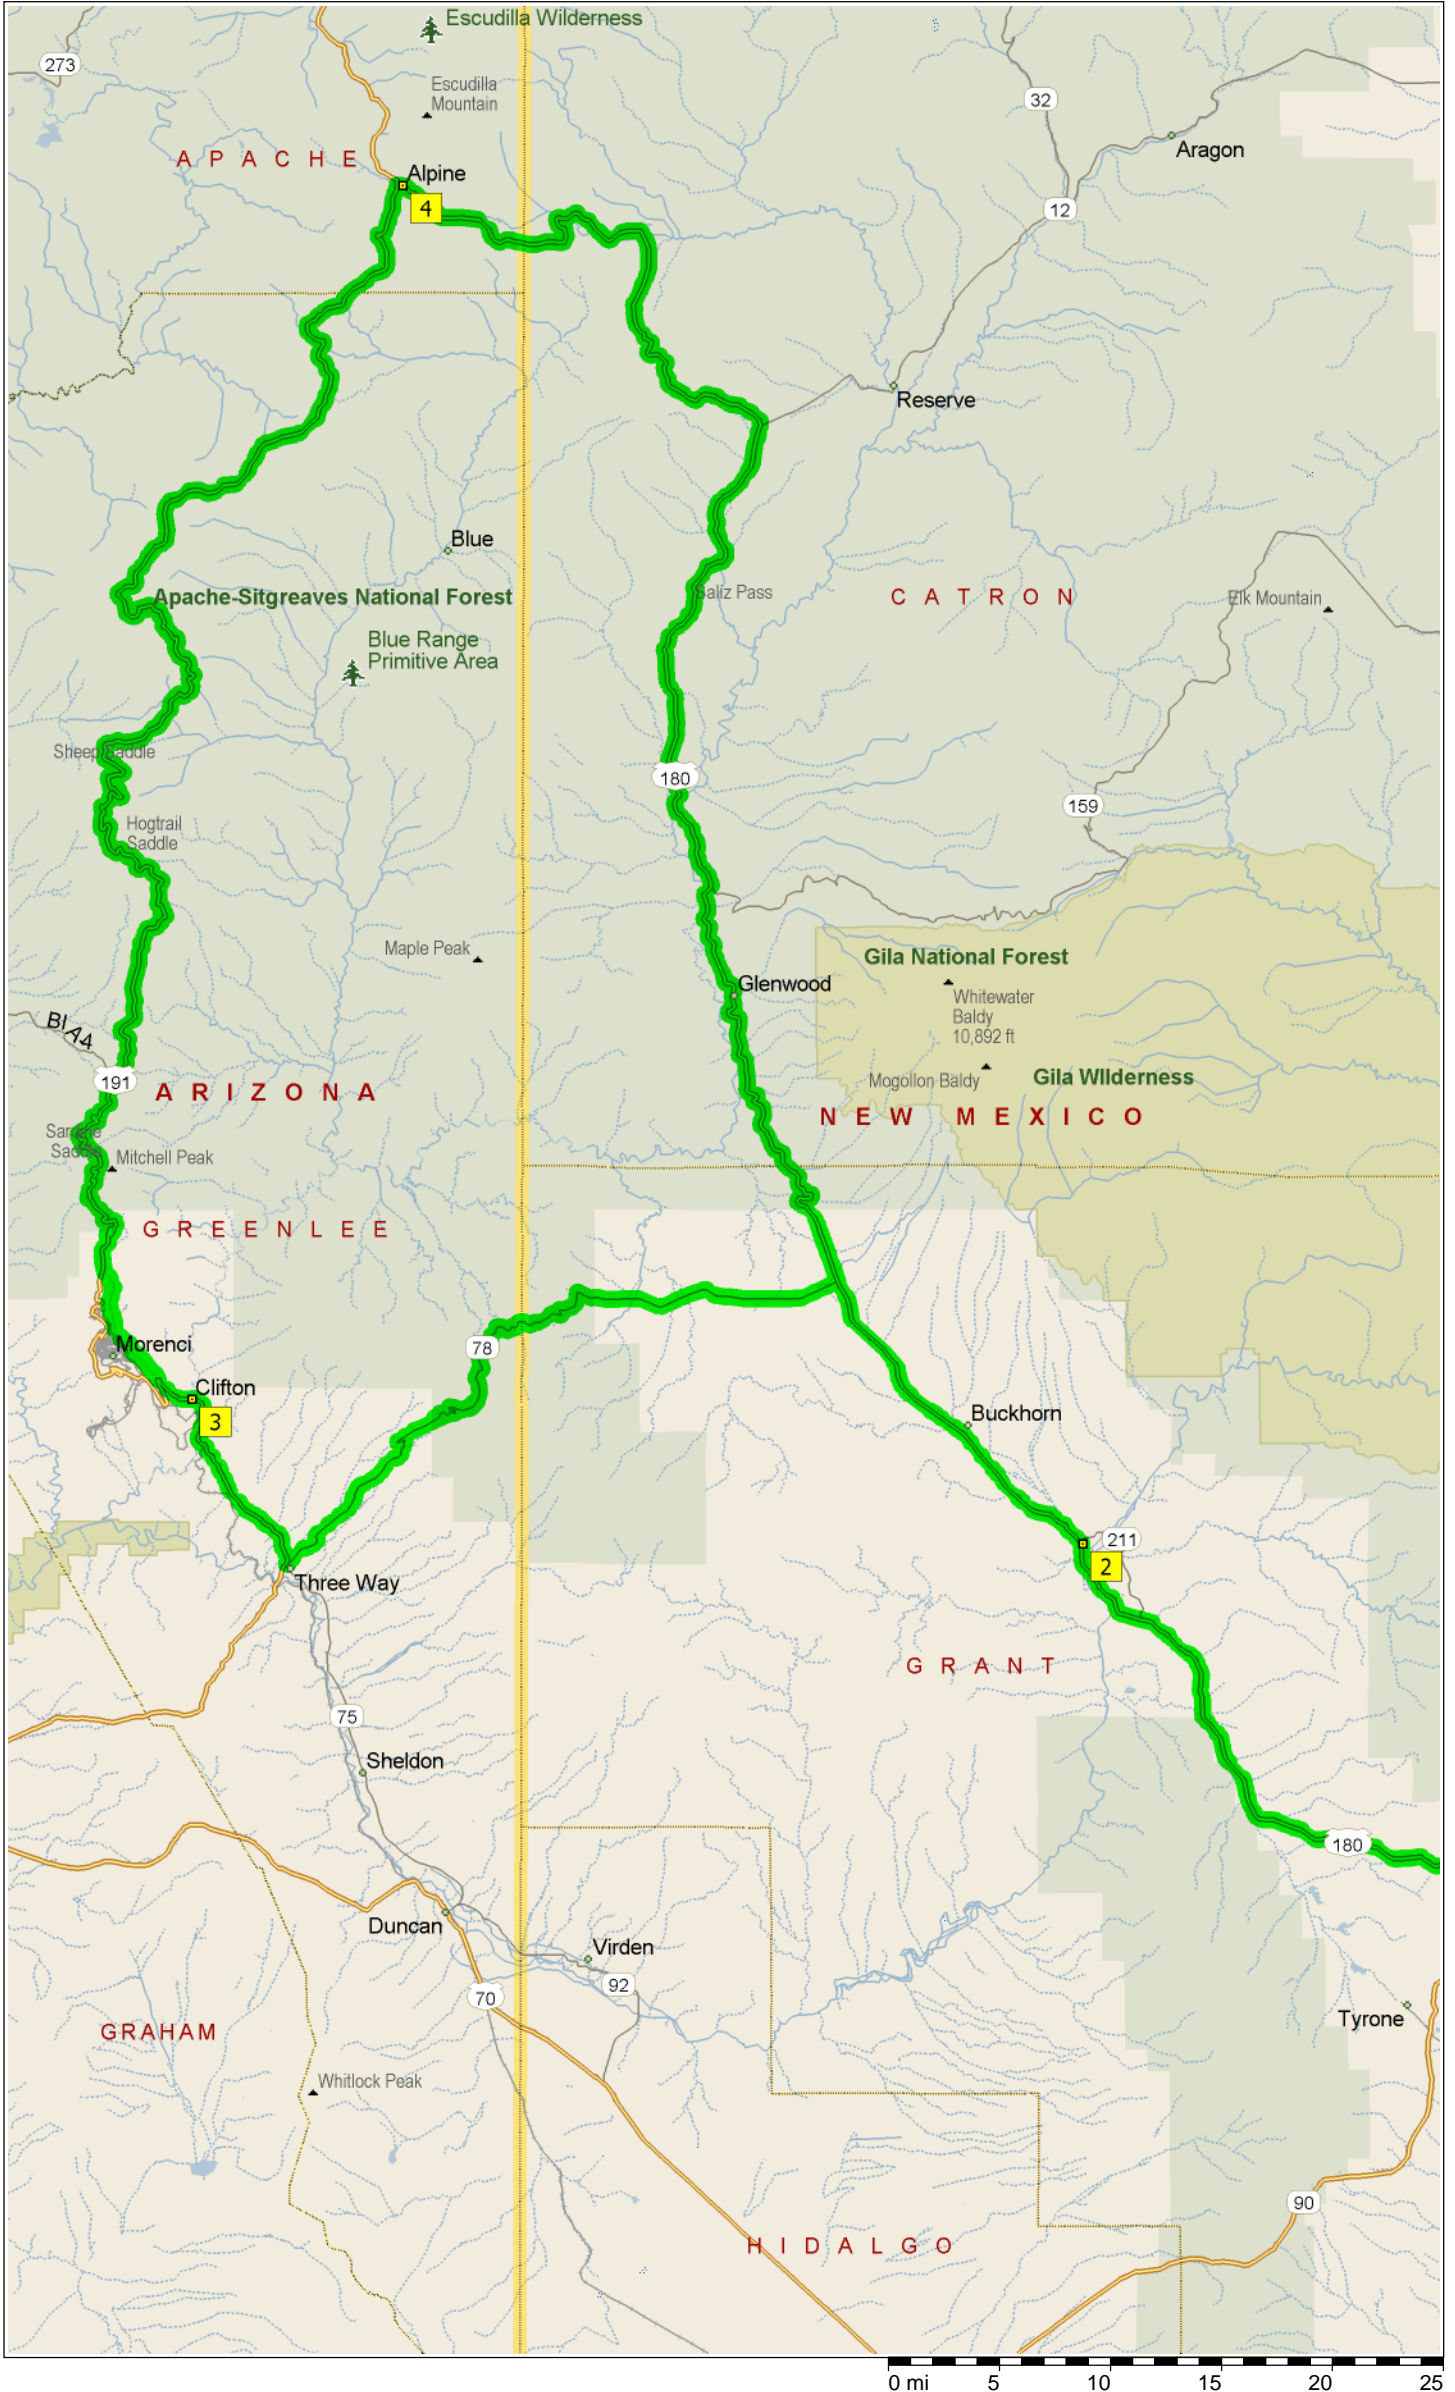 Escudilla Wilderness
273
Escudilla
Mountain
32
APACHE
Aragon
Alpine
4
12
Reserve
Blue
Apache-Sitgreaves National Forest
Saliz Pass
CATRON
Elk Mountain
Blue Range
Primitive Area
Sheep Saddle
180
159
Hogtrail
Saddle
Maple Peak
Gila National Forest
Glenwood
Whitewater
Baldy
10,892 ft
BIA4
191
ARIZONA
Mogollon Baldy
Gila WIlderness
NEW MEXICO
Mitchell Peak
GREENLEE
Morenci
78
Clifton
3
Buckhorn
211
2
Three Way
GRANT
75
Sheldon
180
Duncan
Virden
92
70
Tyrone
GRAHAM
Whitlock Peak
90
HIDALGO
0 mi 5 10 15 20 25